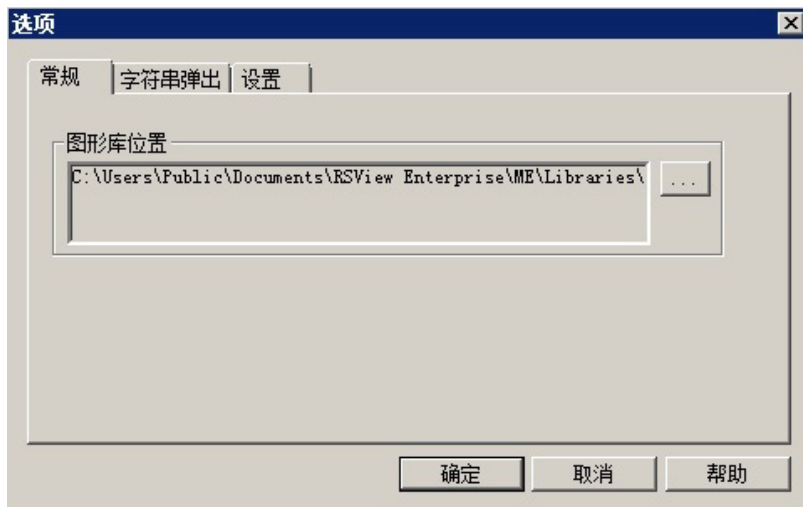 选项
常规 字符串弹出 设置
图形库位置
C:\Users\Public\Documents\RSView Enterprise\ME\Libraries\
...
确定 取消 帮助